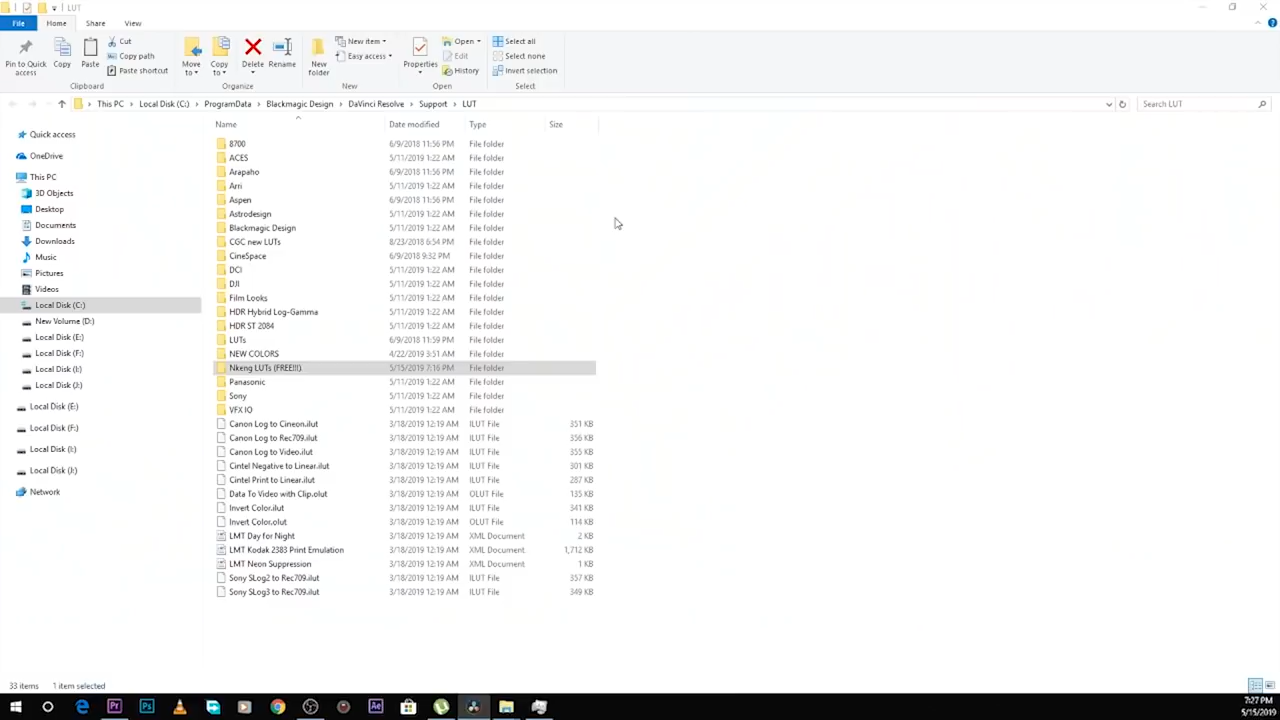 LUT
File Home Share View
Pin to Quick access
Copy
Paste
Cut
Copy path
Paste shortcut
Clipboard
Move to
Copy to
Delete
Rename
Organize
New folder
New item
Easy access
New
Properties
Open
Edit
History
Open
Select all
Select none
Invert selection
Select
This PC Local Disk (C:) ProgramData Blackmagic Design DaVinci Resolve Support LUT
Search LUT
Quick access
OneDrive
This PC
3D Objects
Desktop
Documents
Downloads
Music
Pictures
Videos
Local Disk (C:)
New Volume (D:)
Local Disk (E:)
Local Disk (F:)
Local Disk (I:)
Local Disk (J:)
Local Disk (E:)
Local Disk (F:)
Local Disk (I:)
Local Disk (J:)
Network
Name Date modified Type Size
8700 6/9/2018 11:56 PM File folder
ACES 5/11/2019 1:22 AM File folder
Arapaho 6/9/2018 11:56 PM File folder
Arri 5/11/2019 1:22 AM File folder
Aspen 6/9/2018 11:56 PM File folder
Astrodesign 5/11/2019 1:22 AM File folder
Blackmagic Design 5/11/2019 1:22 AM File folder
CGC new LUTs 8/23/2018 6:54 PM File folder
CineSpace 6/9/2018 9:32 PM File folder
DCI 5/11/2019 1:22 AM File folder
DJI 5/11/2019 1:22 AM File folder
Film Looks 5/11/2019 1:22 AM File folder
HDR Hybrid Log-Gamma 5/11/2019 1:22 AM File folder
HDR ST 2084 5/11/2019 1:22 AM File folder
LUTs 6/9/2018 11:59 PM File folder
NEW COLORS 4/22/2019 3:51 AM File folder
Nkeng LUTs (FREE!!!) 5/15/2019 7:16 PM File folder
Panasonic 5/11/2019 1:22 AM File folder
Sony 5/11/2019 1:22 AM File folder
VFX IO 5/11/2019 1:22 AM File folder
Canon Log to Cineon.ilut 3/18/2019 12:19 AM ILUT File 351 KB
Canon Log to Rec709.ilut 3/18/2019 12:19 AM ILUT File 356 KB
Canon Log to Video.ilut 3/18/2019 12:19 AM ILUT File 355 KB
Cintel Negative to Linear.ilut 3/18/2019 12:19 AM ILUT File 301 KB
Cintel Print to Linear.ilut 3/18/2019 12:19 AM ILUT File 287 KB
Data To Video with Clip.olut 3/18/2019 12:19 AM OLUT File 135 KB
Invert Color.ilut 3/18/2019 12:19 AM ILUT File 341 KB
Invert Color.olut 3/18/2019 12:19 AM OLUT File 114 KB
LMT Day for Night 3/18/2019 12:19 AM XML Document 2 KB
LMT Kodak 2383 Print Emulation 3/18/2019 12:19 AM XML Document 1,712 KB
LMT Neon Suppression 3/18/2019 12:19 AM XML Document 1 KB
Sony SLog2 to Rec709.ilut 3/18/2019 12:19 AM ILUT File 357 KB
Sony SLog3 to Rec709.ilut 3/18/2019 12:19 AM ILUT File 349 KB
33 items 1 item selected
Pr Ps Ae
7:27 PM
5/15/2019